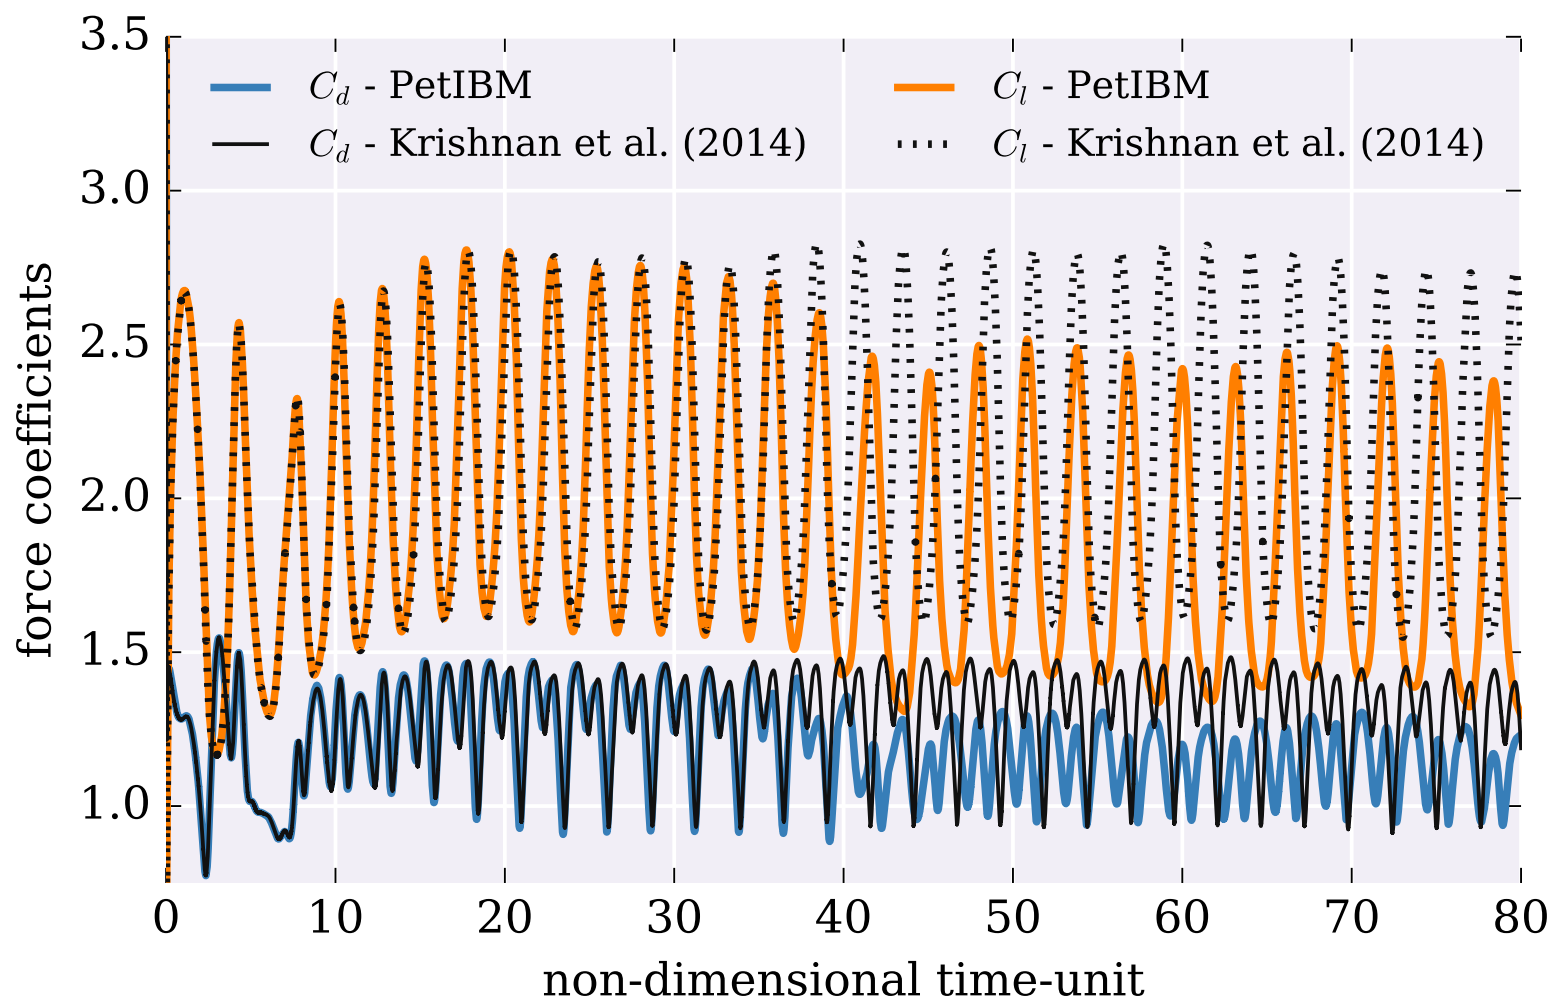 C_d - PetIBM
C_d - Krishnan et al. (2014)
C_l - PetIBM
C_l - Krishnan et al. (2014)
3.5
3.0
2.5
2.0
1.5
1.0
force coefficients
0 10 20 30 40 50 60 70 80
non-dimensional time-unit